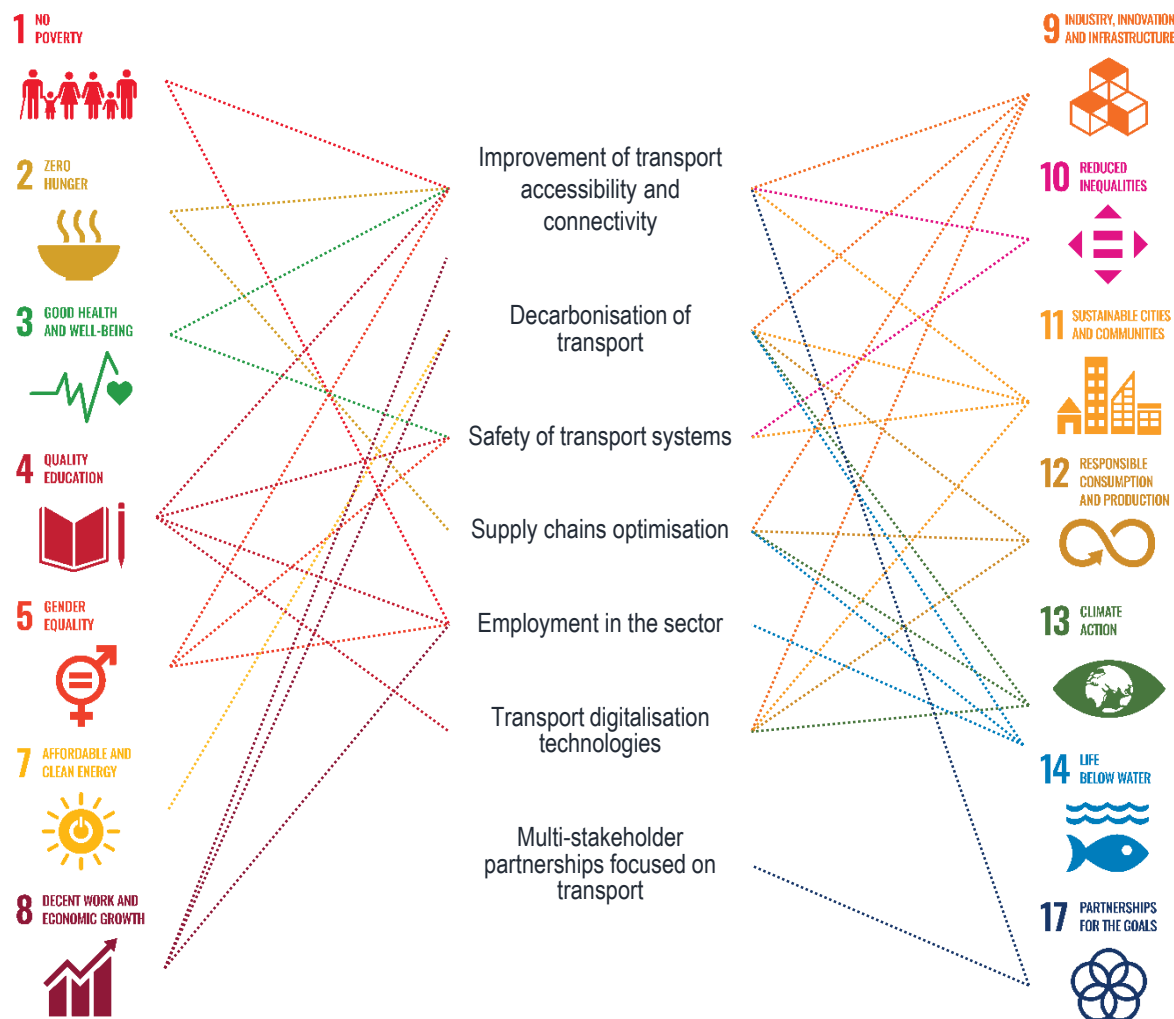 1 NO
POVERTY
2 ZERO
HUNGER
3 GOOD HEALTH
AND WELL-BEING
4 QUALITY
EDUCATION
5 GENDER
EQUALITY
7 AFFORDABLE AND
CLEAN ENERGY
8 DECENT WORK AND
ECONOMIC GROWTH
Improvement of transport
accessibility and
connectivity
Decarbonisation of
transport
Safety of transport systems
Supply chains optimisation
Employment in the sector
Transport digitalisation
technologies
Multi-stakeholder
partnerships focused on
transport
9 INDUSTRY, INNOVATION
AND INFRASTRUCTURE
10 REDUCED
INEQUALITIES
11 SUSTAINABLE CITIES
AND COMMUNITIES
12 RESPONSIBLE
CONSUMPTION
AND PRODUCTION
13 CLIMATE
ACTION
14 LIFE
BELOW WATER
17 PARTNERSHIPS
FOR THE GOALS